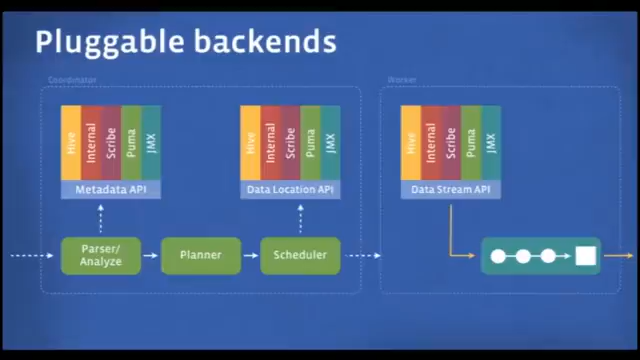 Pluggable backends
Coordinator
Worker
Hive
Internal
Scribe
Puma
JMX
Metadata API
Hive
Internal
Scribe
Puma
JMX
Data Location API
Hive
Internal
Scribe
Puma
JMX
Data Stream API
Parser/
Analyze
Planner
Scheduler